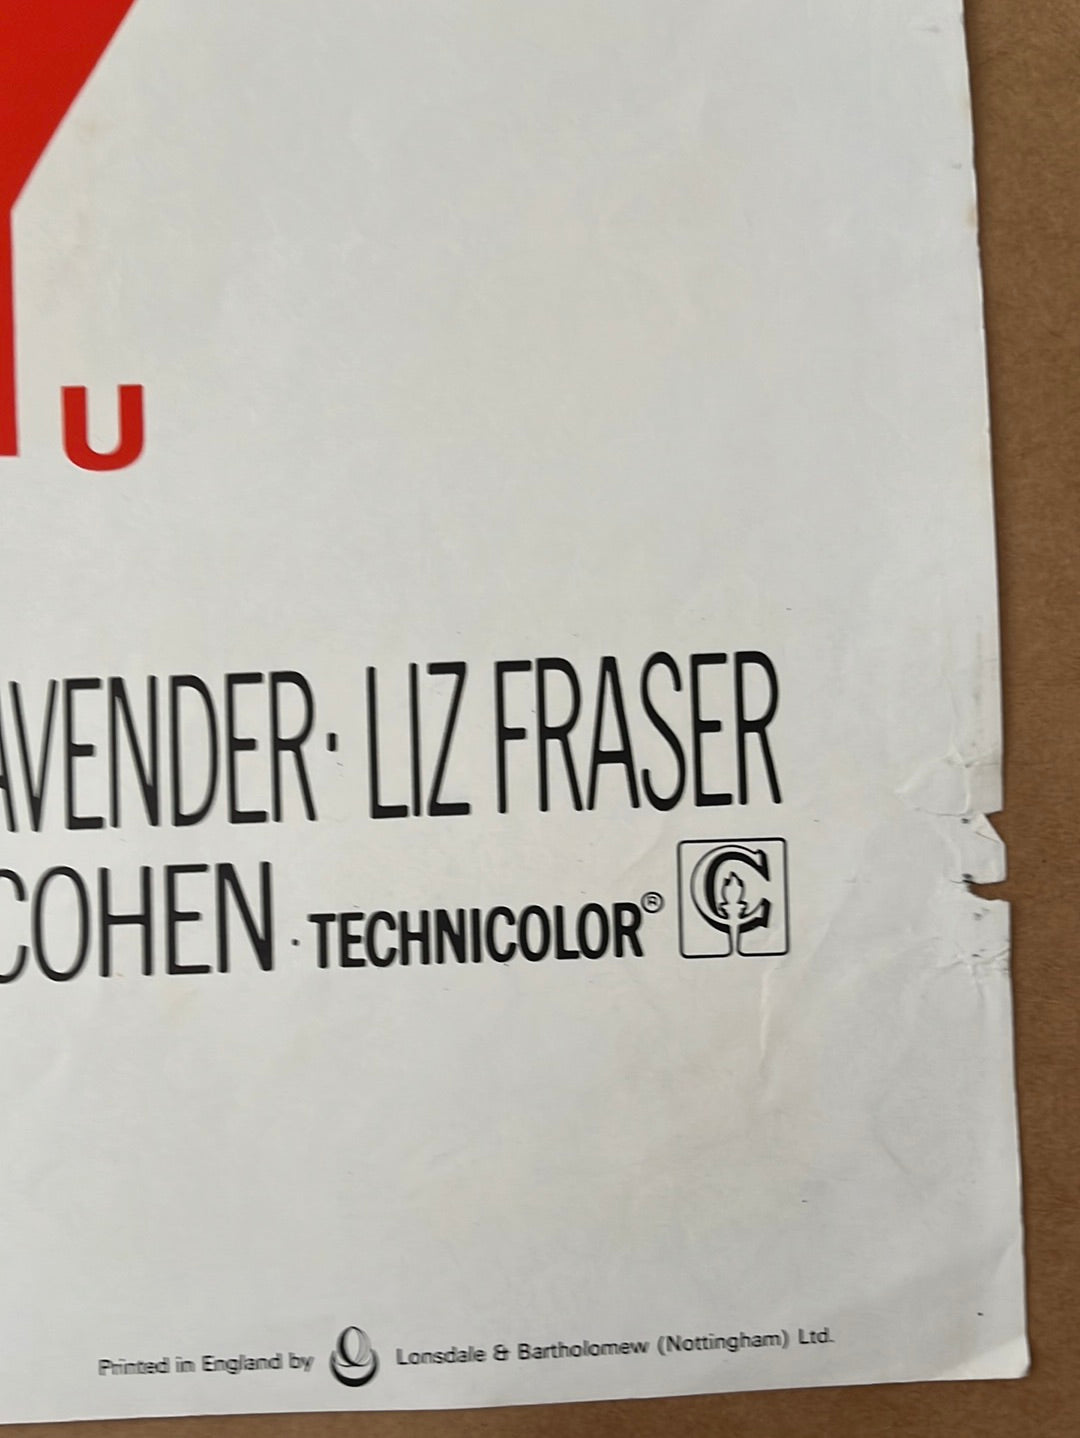 U
AVENDER · LIZ FRASER
COHEN · TECHNICOLOR®
Printed in England by Lonsdale & Bartholomew (Nottingham) Ltd.